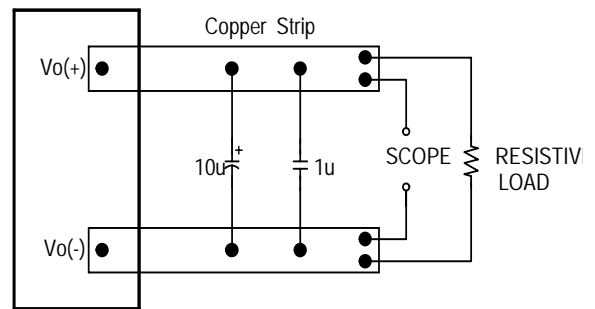 Copper Strip
Vo(+)
+
10u
1u
SCOPE
RESISTIV
LOAD
Vo(-)